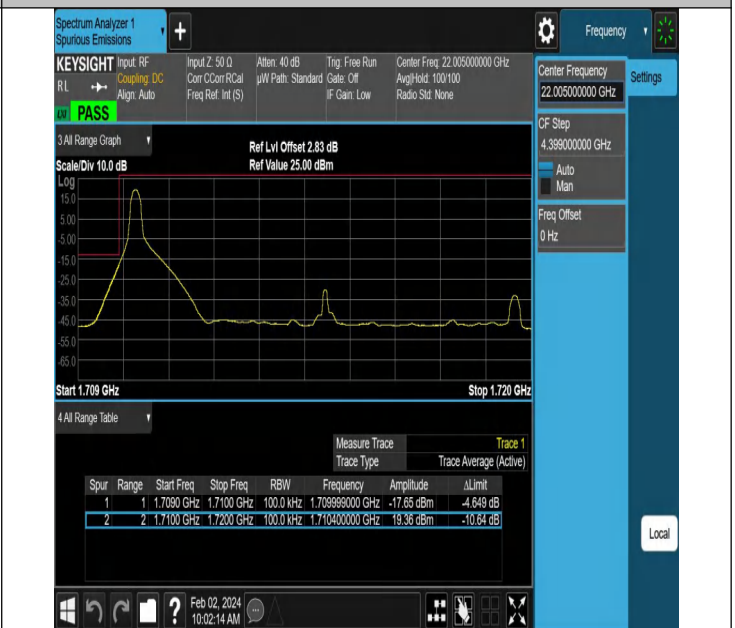 Spectrum Analyzer 1
Spurious Emissions
+
Frequency
KEYSIGHT
R L
Input: RF
Coupling: DC
Align: Auto
Input Z: 50 Ω
Corr CCorr RCal
Freq Ref: Int (S)
Atten: 40 dB
µW Path: Standard
Trig: Free Run
Gate: Off
IF Gain: Low
Center Freq: 22.005000000 GHz
Avg|Hold: 100/100
Radio Std: None
LXI
PASS
Center Frequency
22.005000000 GHz
Settings
CF Step
4.399000000 GHz
Auto
Man
Freq Offset
0 Hz
3 All Range Graph
Ref Lvl Offset 2.83 dB
Scale/Div 10.0 dB
Ref Value 25.00 dBm
Log
15.0
5.00
-5.00
-15.0
-25.0
-35.0
-45.0
-55.0
-65.0
Start 1.709 GHz
Stop 1.720 GHz
4 All Range Table
Measure Trace Trace 1
Trace Type Trace Average (Active)
Spur Range Start Freq Stop Freq RBW Frequency Amplitude ΔLimit
1 1 1.7090 GHz 1.7100 GHz 100.0 kHz 1.709999000 GHz -17.65 dBm -4.649 dB
2 2 1.7100 GHz 1.7200 GHz 100.0 kHz 1.710400000 GHz 19.36 dBm -10.64 dB
Local
?
Feb 02, 2024
10:02:14 AM